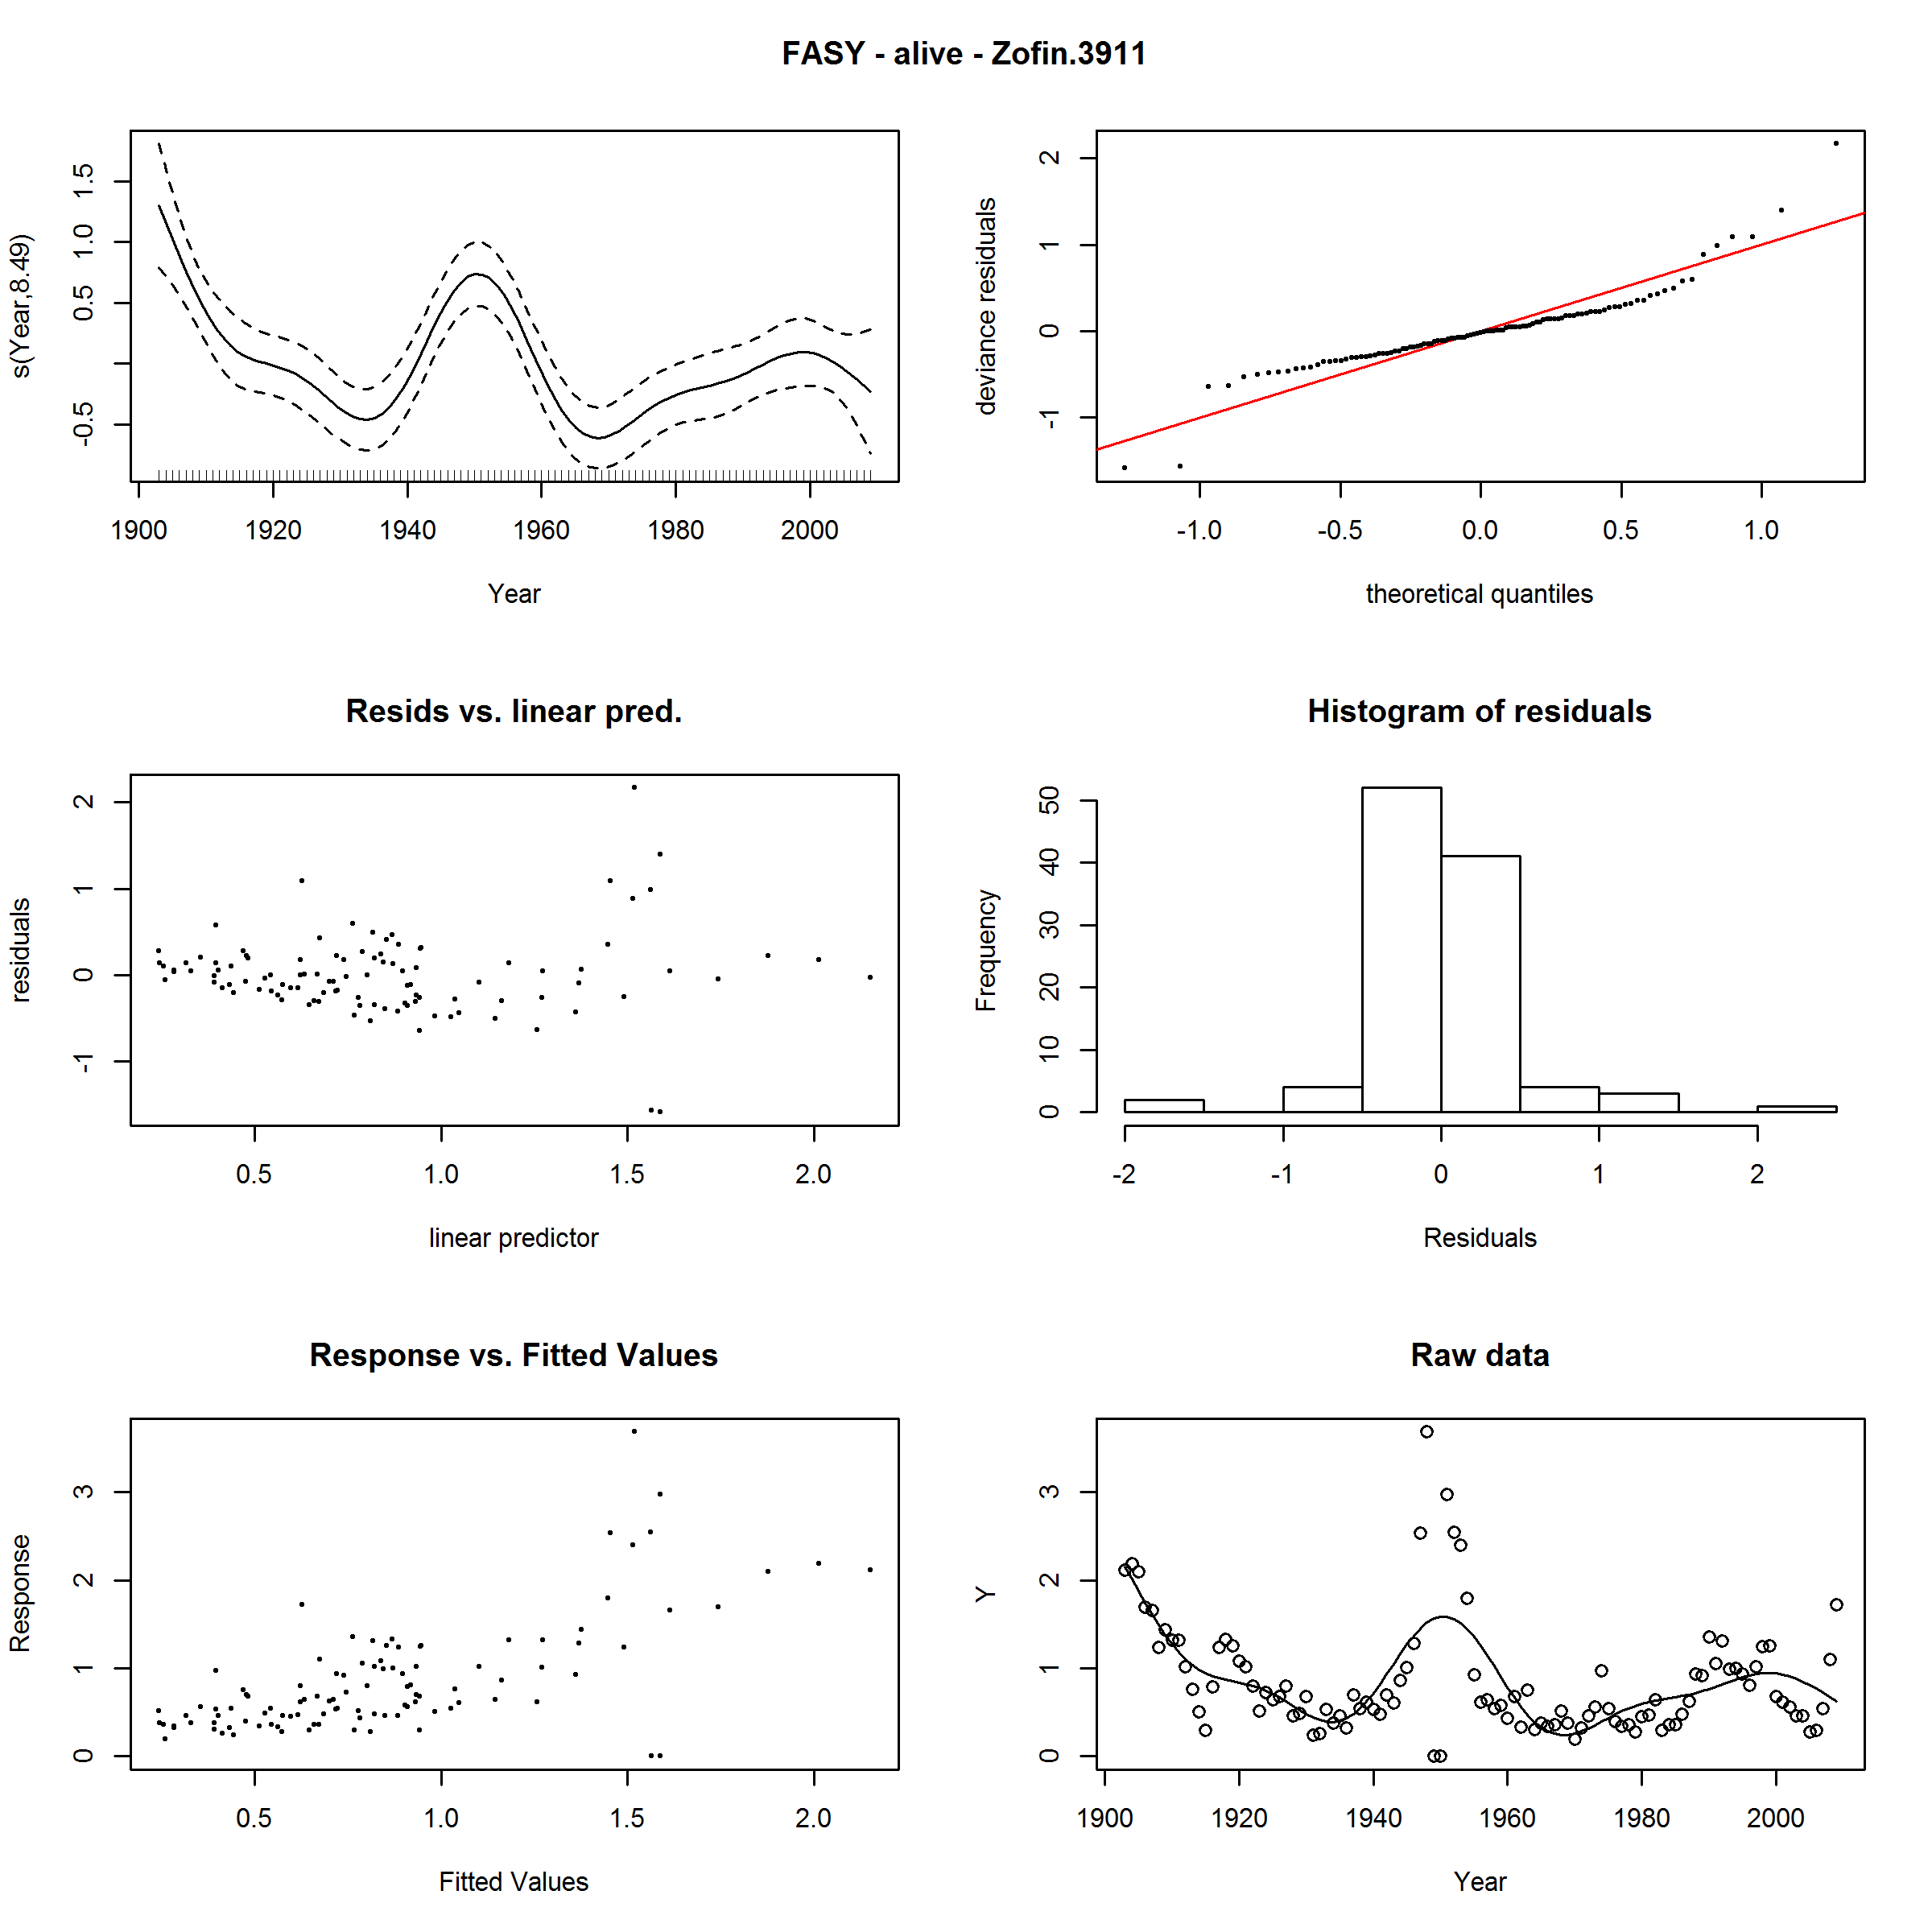 FASY - alive - Zofin.3911
s(Year,8.49)
-0.5 0.5 1.0 1.5
1900 1920 1940 1960 1980 2000
Year
deviance residuals
-1 0 1 2
-1.0 -0.5 0.0 0.5 1.0
theoretical quantiles
Resids vs. linear pred.
residuals
-1 0 1 2
0.5 1.0 1.5 2.0
linear predictor
Histogram of residuals
Frequency
0 10 20 30 40 50
-2 -1 0 1 2
Residuals
Response vs. Fitted Values
Response
0 1 2 3
0.5 1.0 1.5 2.0
Fitted Values
Raw data
Y
0 1 2 3
1900 1920 1940 1960 1980 2000
Year